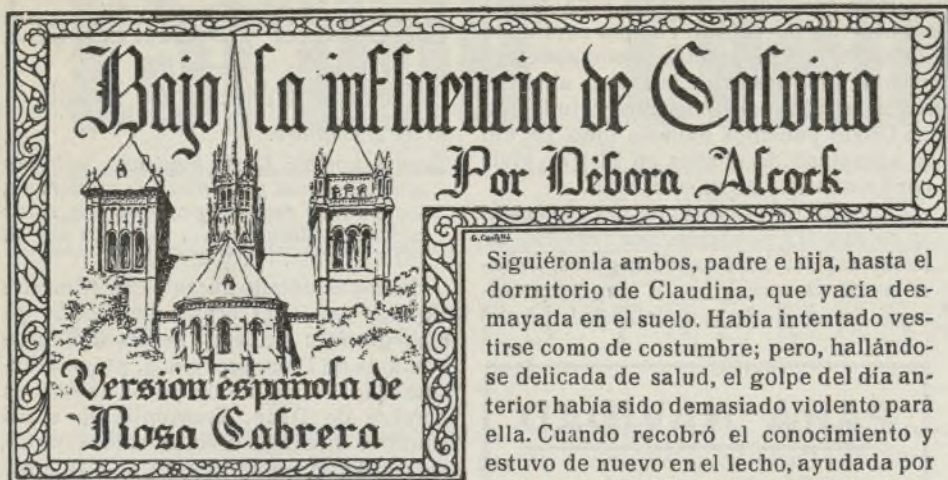 Bajo la influencia de Calvino
Por Débora Alcock
Versión española de
Rosa Cabrera
Siguiéronla ambos, padre e hija, hasta el
dormitorio de Claudina, que yacía des-
mayada en el suelo. Había intentado ves-
tirse como de costumbre; pero, hallándo-
se delicada de salud, el golpe del día an-
terior había sido demasiado violento para
ella. Cuando recobró el conocimiento y
estuvo de nuevo en el lecho, ayudada por